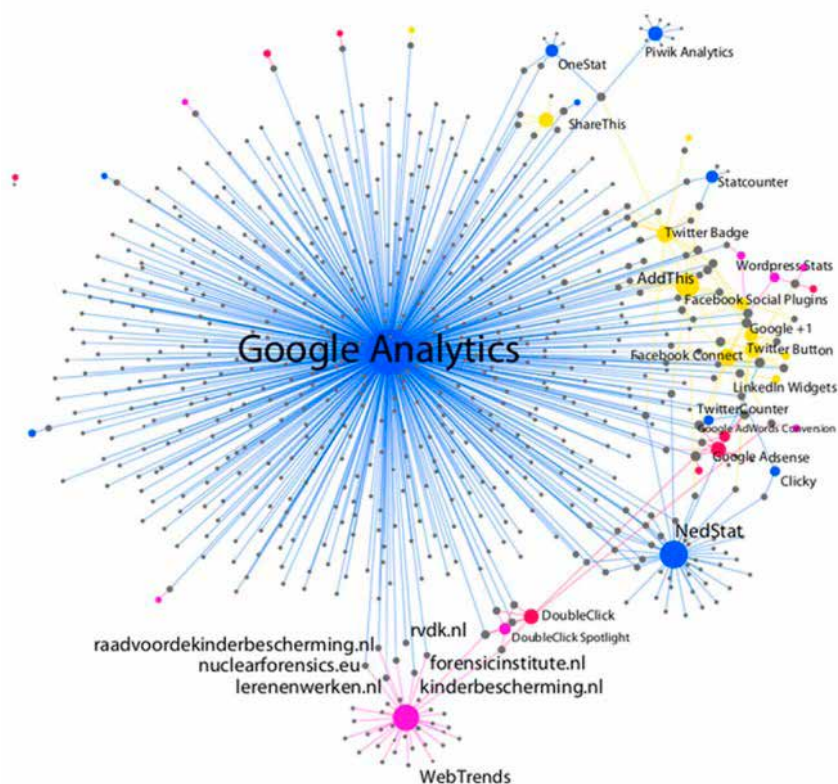 Piwik Analytics
OneStat
ShareThis
Statcounter
Twitter Badge
Wordpress Stats
AddThis
Facebook Social Plugins
Google +1
Google Analytics
Twitter Button
Facebook Connect
LinkedIn Widgets
TwitterCounter
Google AdWords Conversion
Google Adsense
Clicky
NedStat
DoubleClick
rvdk.nl
DoubleClick Spotlight
raadvoordekinderbescherming.nl
nuclearforensics.eu
forensicinstitute.nl
lerenenwerken.nl
kinderbescherming.nl
WebTrends